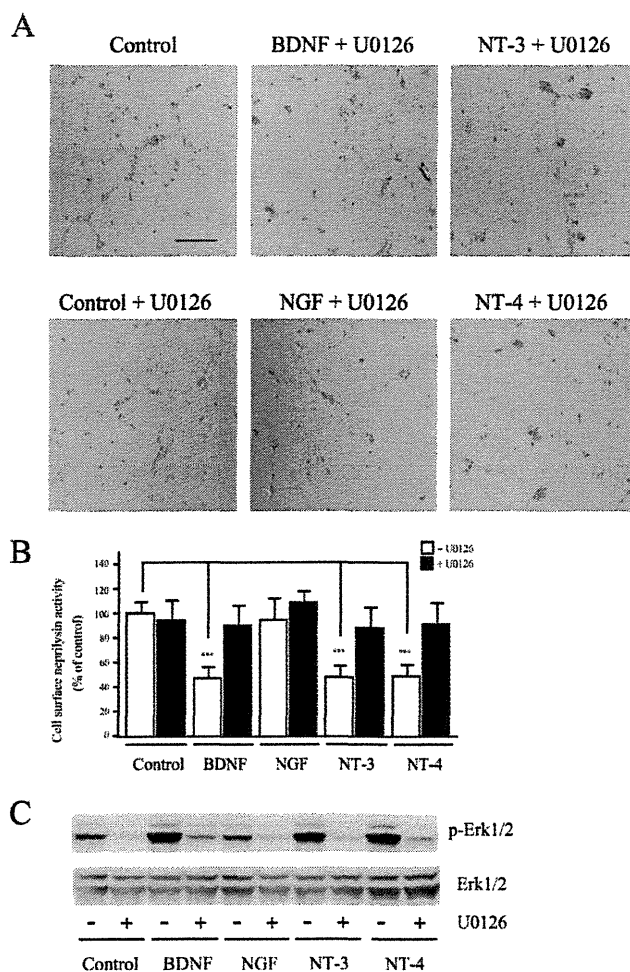 A
Control
BDNF + U0126
NT-3 + U0126
Control + U0126
NGF + U0126
NT-4 + U0126
B
Cell surface neprilysin activity
(% of control)
140
120
100
80
60
40
20
0
- U0126
+ U0126
***
***
***
Control
BDNF
NGF
NT-3
NT-4
C
p-Erk1/2
Erk1/2
- + - + - + - + - + U0126
Control
BDNF
NGF
NT-3
NT-4